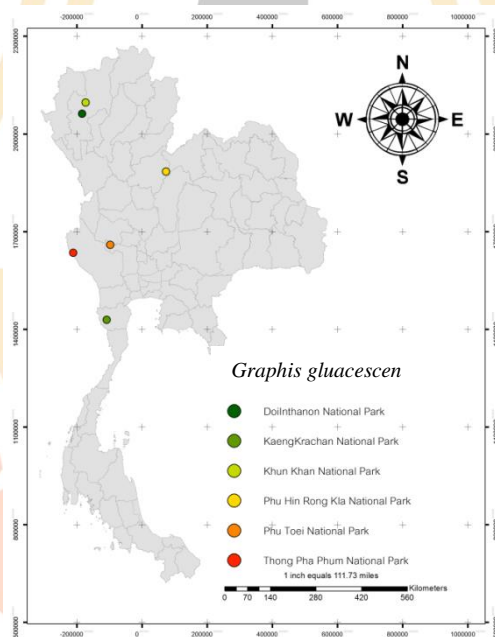 -200000 0 200000 400000 600000 800000 1000000
2300000
2000000
1700000
1400000
1100000
800000
500000
N
W E
S
Graphis gluacescen
DoiInthanon National Park
KaengKrachan National Park
Khun Khan National Park
Phu Hin Rong Kla National Park
Phu Toei National Park
Thong Pha Phum National Park
1 inch equals 111.73 miles
Kilometers
0 70 140 280 420 560
-200000 0 200000 400000 600000 800000 1000000